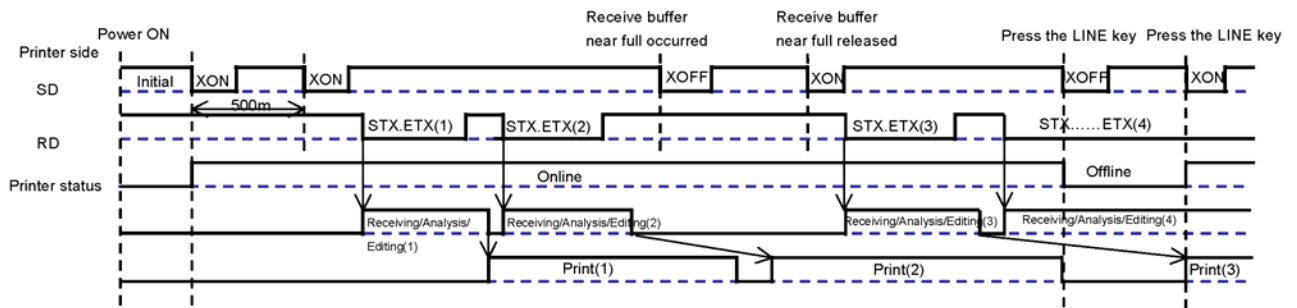 Receive buffer
near full occurred
Receive buffer
near full released
Power ON
Press the LINE key
Press the LINE key
Printer side
SD
Initial
XON
XON
XOFF
XON
XOFF
XON
500m
RD
STX.ETX(1)
STX.ETX(2)
STX.ETX(3)
STX......ETX(4)
Printer status
Online
Offline
Receiving/Analysis/
Editing(1)
Receiving/Analysis/Editing(2)
Receiving/Analysis/Editing(3)
Receiving/Analysis/Editing(4)
Print(1)
Print(2)
Print(3)